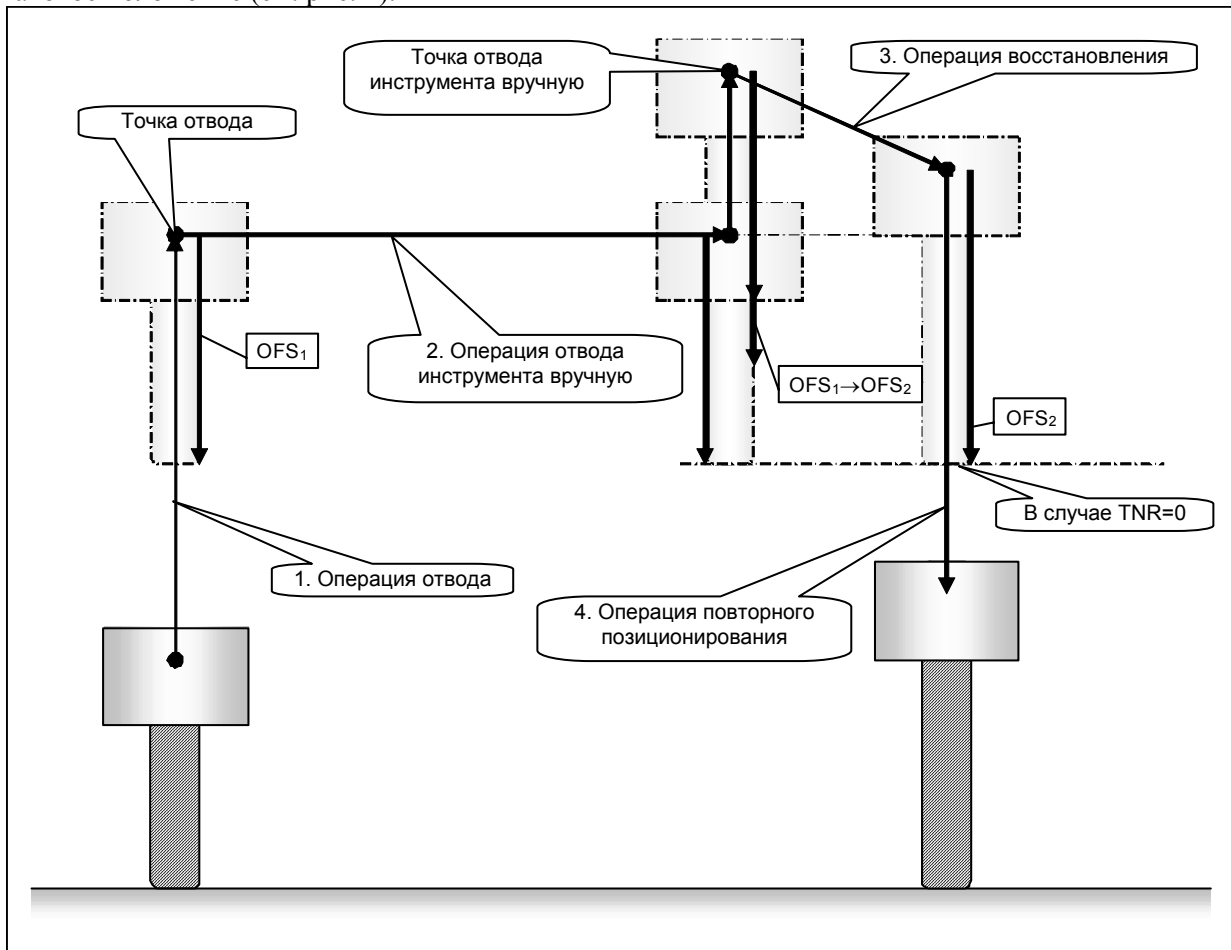 Точка отвода
инструмента вручную
3. Операция восстановления
Точка отвода
OFS₁
2. Операция отвода
инструмента вручную
OFS₁→OFS₂
OFS₂
В случае TNR=0
1. Операция отвода
4. Операция повторного
позиционирования